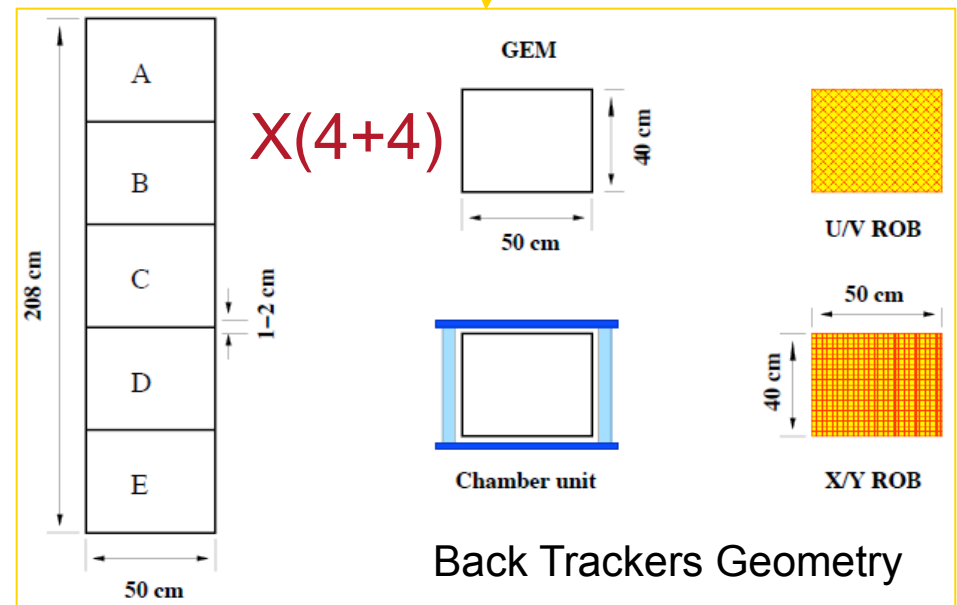 A
B
C
D
E
208 cm
50 cm
1–2 cm
X(4+4)
GEM
40 cm
50 cm
Chamber unit
U/V ROB
50 cm
40 cm
X/Y ROB
Back Trackers Geometry